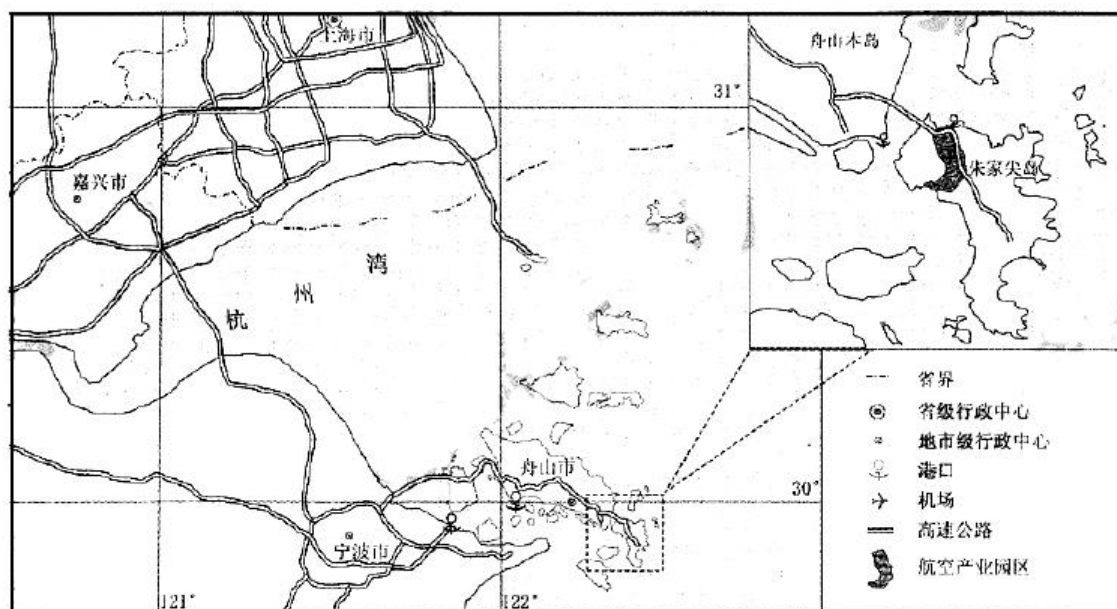 上海市
舟山本岛
31°
朱家尖岛
嘉兴市
湾
州
杭
省界
省级行政中心
地市级行政中心
港口
机场
高速公路
航空产业园区
舟山市
30°
宁波市
121°
122°